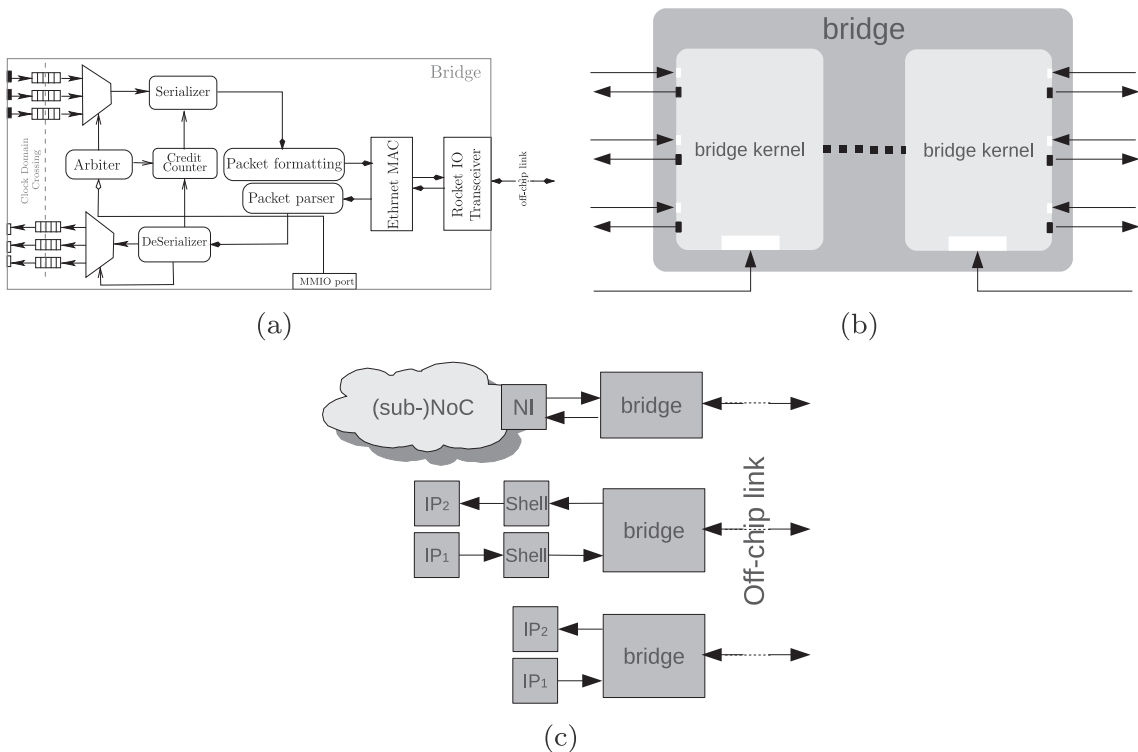 Bridge
Serializer
Clock Domain
Crossing
Arbiter
Credit
Counter
Packet formatting
Packet parser
Ethrnet MAC
Rocket IO
Transceiver
off-chip link
DeSerializer
MMIO port
(a)
bridge
bridge kernel
bridge kernel
(b)
(sub-)NoC
NI
bridge
IP2
Shell
IP1
Shell
bridge
Off-chip link
IP2
IP1
bridge
(c)